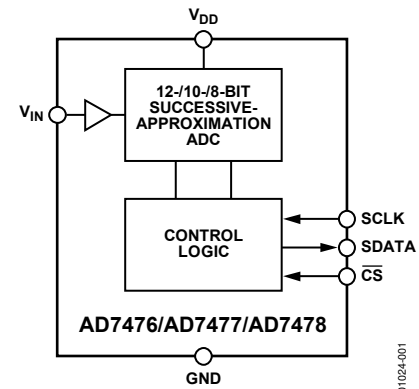 VDD
12-/10-/8-BIT
SUCCESSIVE-
APPROXIMATION
ADC
VIN
CONTROL
LOGIC
SCLK
SDATA
C̅S̅
AD7476/AD7477/AD7478
GND
01024-001